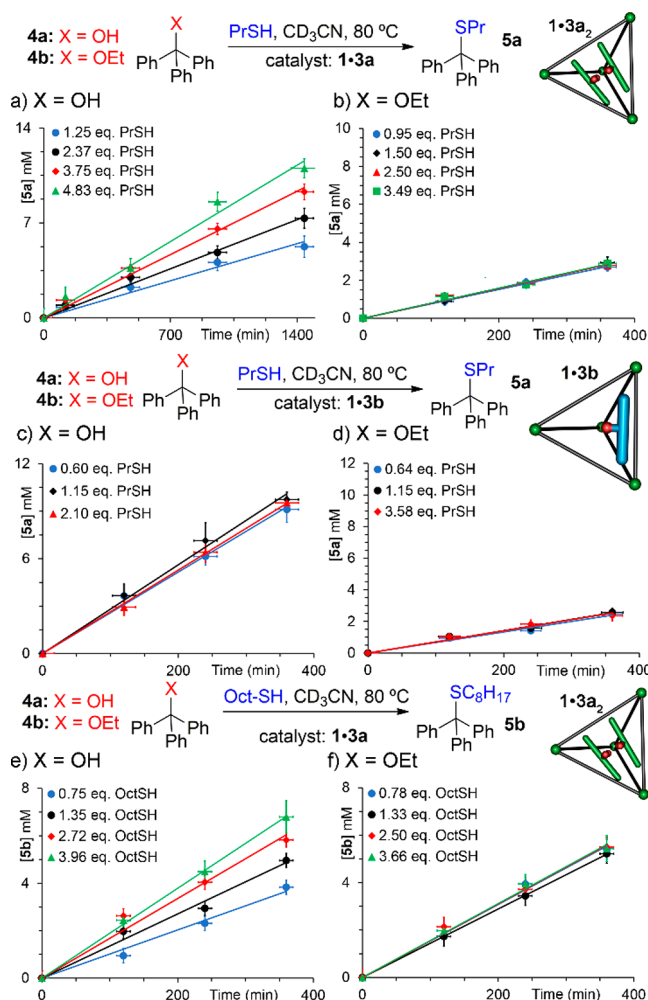 4a: X = OH
4b: X = OEt
X
Ph Ph
Ph
PrSH, CD3CN, 80 ºC
catalyst: 1•3a
SPr
Ph Ph
Ph
5a
1•3a2
a) X = OH
[5a] mM
14
7
0
1.25 eq. PrSH
2.37 eq. PrSH
3.75 eq. PrSH
4.83 eq. PrSH
0 700 1400
Time (min)
b) X = OEt
[5a] mM
10
8
6
4
2
0
0.95 eq. PrSH
1.50 eq. PrSH
2.50 eq. PrSH
3.49 eq. PrSH
0 200 400
Time (min)
4a: X = OH
4b: X = OEt
X
Ph Ph
Ph
PrSH, CD3CN, 80 ºC
catalyst: 1•3b
SPr
Ph Ph
Ph
5a
1•3b
c) X = OH
[5a] mM
12
6
0
0.60 eq. PrSH
1.15 eq. PrSH
2.10 eq. PrSH
0 200 400
Time (min)
d) X = OEt
[5a] mM
12
10
8
6
4
2
0
0.64 eq. PrSH
1.15 eq. PrSH
3.58 eq. PrSH
0 200 400
Time (min)
4a: X = OH
4b: X = OEt
X
Ph Ph
Ph
Oct-SH, CD3CN, 80 ºC
catalyst: 1•3a
SC8H17
Ph Ph
Ph
5b
1•3a2
e) X = OH
[5b] mM
8
4
0
0.75 eq. OctSH
1.35 eq. OctSH
2.72 eq. OctSH
3.96 eq. OctSH
0 200 400
Time (min)
f) X = OEt
[5b] mM
8
4
0
0.78 eq. OctSH
1.33 eq. OctSH
2.50 eq. OctSH
3.66 eq. OctSH
0 200 400
Time (min)